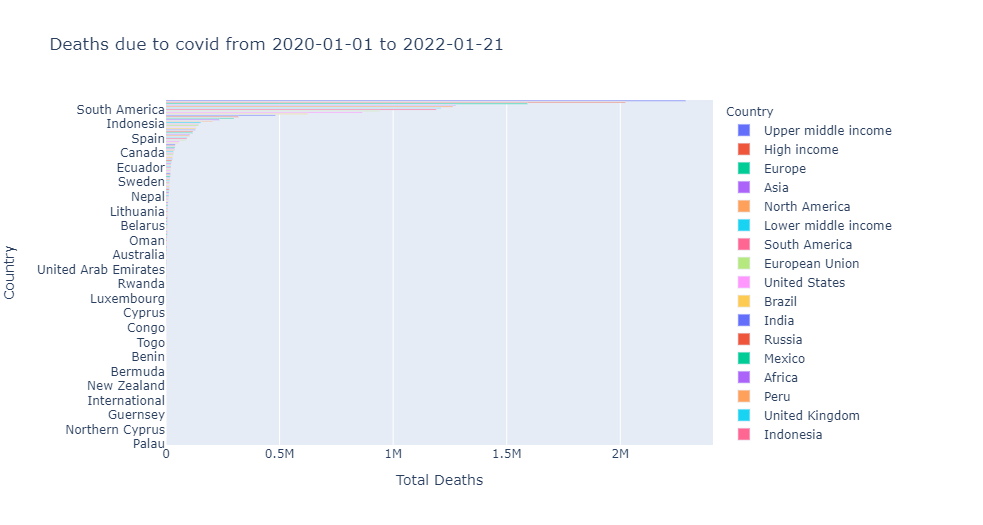 Deaths due to covid from 2020-01-01 to 2022-01-21
Country
South America
Indonesia
Spain
Canada
Ecuador
Sweden
Nepal
Lithuania
Belarus
Oman
Australia
United Arab Emirates
Rwanda
Luxembourg
Cyprus
Congo
Togo
Benin
Bermuda
New Zealand
International
Guernsey
Northern Cyprus
Palau
0 0.5M 1M 1.5M 2M
Total Deaths
Country
Upper middle income
High income
Europe
Asia
North America
Lower middle income
South America
European Union
United States
Brazil
India
Russia
Mexico
Africa
Peru
United Kingdom
Indonesia